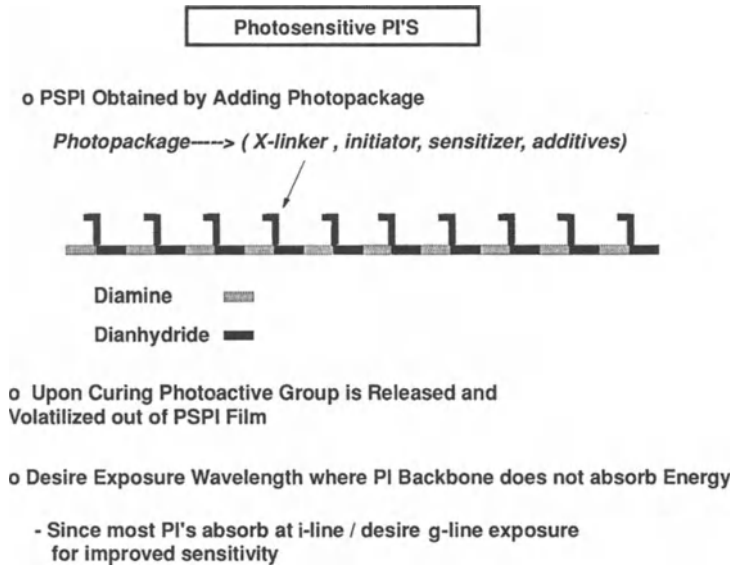 Photosensitive PI'S
o PSPI Obtained by Adding Photopackage
Photopackage-----> ( X-linker , initiator, sensitizer, additives)
Diamine
Dianhydride
o Upon Curing Photoactive Group is Released and
Volatilized out of PSPI Film
o Desire Exposure Wavelength where PI Backbone does not absorb Energy
- Since most PI's absorb at i-line / desire g-line exposure
for improved sensitivity